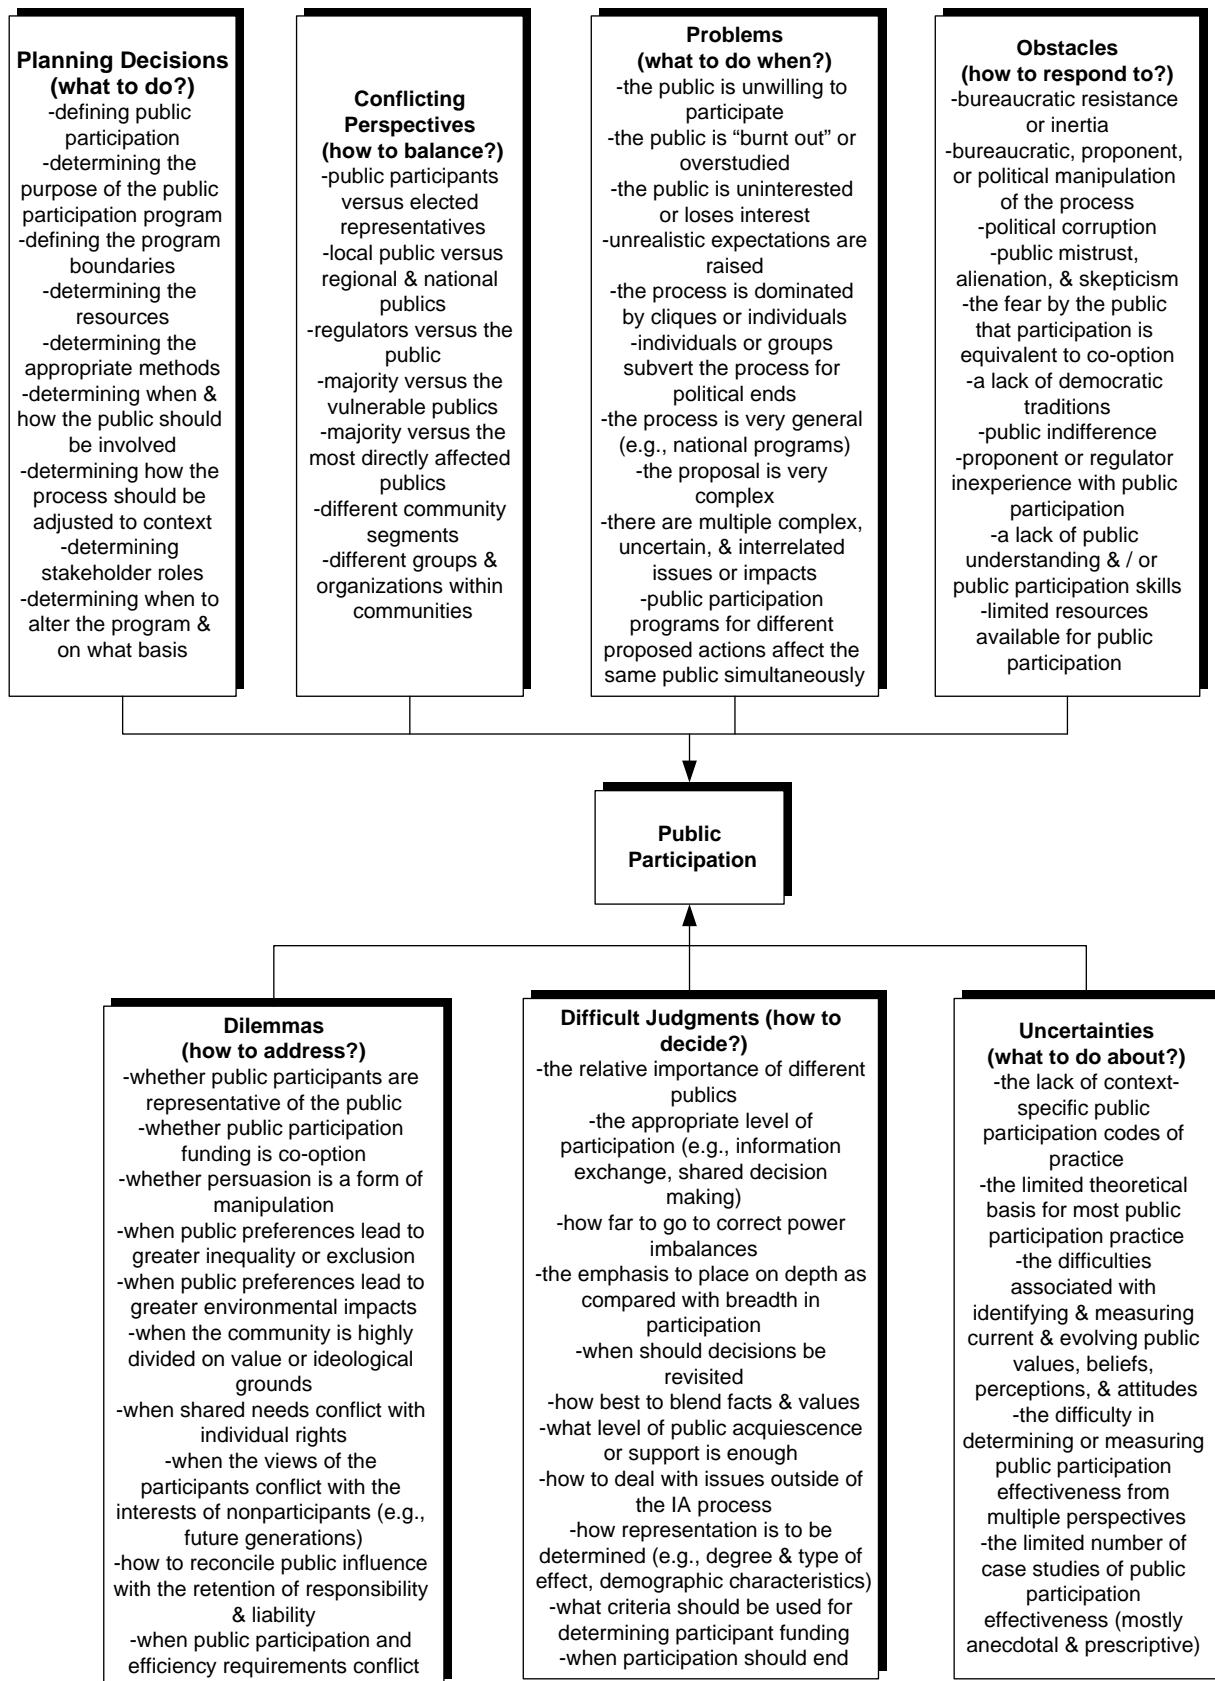 Planning Decisions
(what to do?)
-defining public
participation
-determining the
purpose of the public
participation program
-defining the program
boundaries
-determining the
resources
-determining the
appropriate methods
-determining when &
how the public should
be involved
-determining how the
process should be
adjusted to context
-determining
stakeholder roles
-determining when to
alter the program &
on what basis
Conflicting
Perspectives
(how to balance?)
-public participants
versus elected
representatives
-local public versus
regional & national
publics
-regulators versus the
public
-majority versus the
vulnerable publics
-majority versus the
most directly affected
publics
-different community
segments
-different groups &
organizations within
communities
Problems
(what to do when?)
-the public is unwilling to
participate
-the public is “burnt out” or
overstudied
-the public is uninterested
or loses interest
-unrealistic expectations are
raised
-the process is dominated
by cliques or individuals
-individuals or groups
subvert the process for
political ends
-the process is very general
(e.g., national programs)
-the proposal is very
complex
-there are multiple complex,
uncertain, & interrelated
issues or impacts
-public participation
programs for different
proposed actions affect the
same public simultaneously
Obstacles
(how to respond to?)
-bureaucratic resistance
or inertia
-bureaucratic, proponent,
or political manipulation
of the process
-political corruption
-public mistrust,
alienation, & skepticism
-the fear by the public
that participation is
equivalent to co-option
-a lack of democratic
traditions
-public indifference
-proponent or regulator
inexperience with public
participation
-a lack of public
understanding & / or
public participation skills
-limited resources
available for public
participation
Public
Participation
Dilemmas
(how to address?)
-whether public participants are
representative of the public
-whether public participation
funding is co-option
-whether persuasion is a form of
manipulation
-when public preferences lead to
greater inequality or exclusion
-when public preferences lead to
greater environmental impacts
-when the community is highly
divided on value or ideological
grounds
-when shared needs conflict with
individual rights
-when the views of the
participants conflict with the
interests of nonparticipants (e.g.,
future generations)
-how to reconcile public influence
with the retention of responsibility
& liability
-when public participation and
efficiency requirements conflict
Difficult Judgments (how to
decide?)
-the relative importance of different
publics
-the appropriate level of
participation (e.g., information
exchange, shared decision
making)
-how far to go to correct power
imbalances
-the emphasis to place on depth as
compared with breadth in
participation
-when should decisions be
revisited
-how best to blend facts & values
-what level of public acquiescence
or support is enough
-how to deal with issues outside of
the IA process
-how representation is to be
determined (e.g., degree & type of
effect, demographic characteristics)
-what criteria should be used for
determining participant funding
-when participation should end
Uncertainties
(what to do about?)
-the lack of context-
specific public
participation codes of
practice
-the limited theoretical
basis for most public
participation practice
-the difficulties
associated with
identifying & measuring
current & evolving public
values, beliefs,
perceptions, & attitudes
-the difficulty in
determining or measuring
public participation
effectiveness from
multiple perspectives
-the limited number of
case studies of public
participation
effectiveness (mostly
anecdotal & prescriptive)